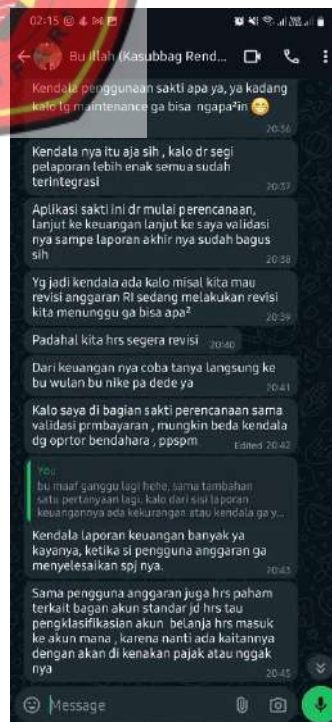 02:15
Bu Illah (Kasubbag Rend...
Kendala penggunaan sakti apa ya, ya kadang
kalo lg maintenance ga bisa ngapa²in
20:36
Kendala nya itu aja sih , kalo dr segi
pelaporan lebih enak semua sudah
terintegrasi
20:37
Aplikasi sakti ini dr mulai perencanaan,
lanjut ke keuangan lanjut ke saya validasi
nya sampe laporan akhir nya sudah bagus
sih
20:38
Yg jadi kendala ada kalo misal kita mau
revisi anggaran RI sedang melakukan revisi
kita menunggu ga bisa apa²
20:39
Padahal kita hrs segera revisi 20:40
Dari keuangan nya coba tanya langsung ke
bu wulan bu nike pa dede ya
20:41
Kalo saya di bagian sakti perencanaan sama
validasi prmbayaran , mungkin beda kendala
dg oprtor bendahara , ppspm
Edited 20:42
You
bu maaf ganggu lagi hehe, sama tambahan
satu pertanyaan lagi, kalo dari sisi laporan
keuangannya ada kekurangan atau kendala ga y...
Kendala laporan keuangan banyak ya
kayanya, ketika si pengguna anggaran ga
menyelesaikan spj nya.
20:43
Sama pengguna anggaran juga hrs paham
terkait bagan akun standar jd hrs tau
pengklasifikasian akun belanja hrs masuk
ke akun mana , karena nanti ada kaitannya
dengan akan di kenakan pajak atau nggak
nya
20:45
Message